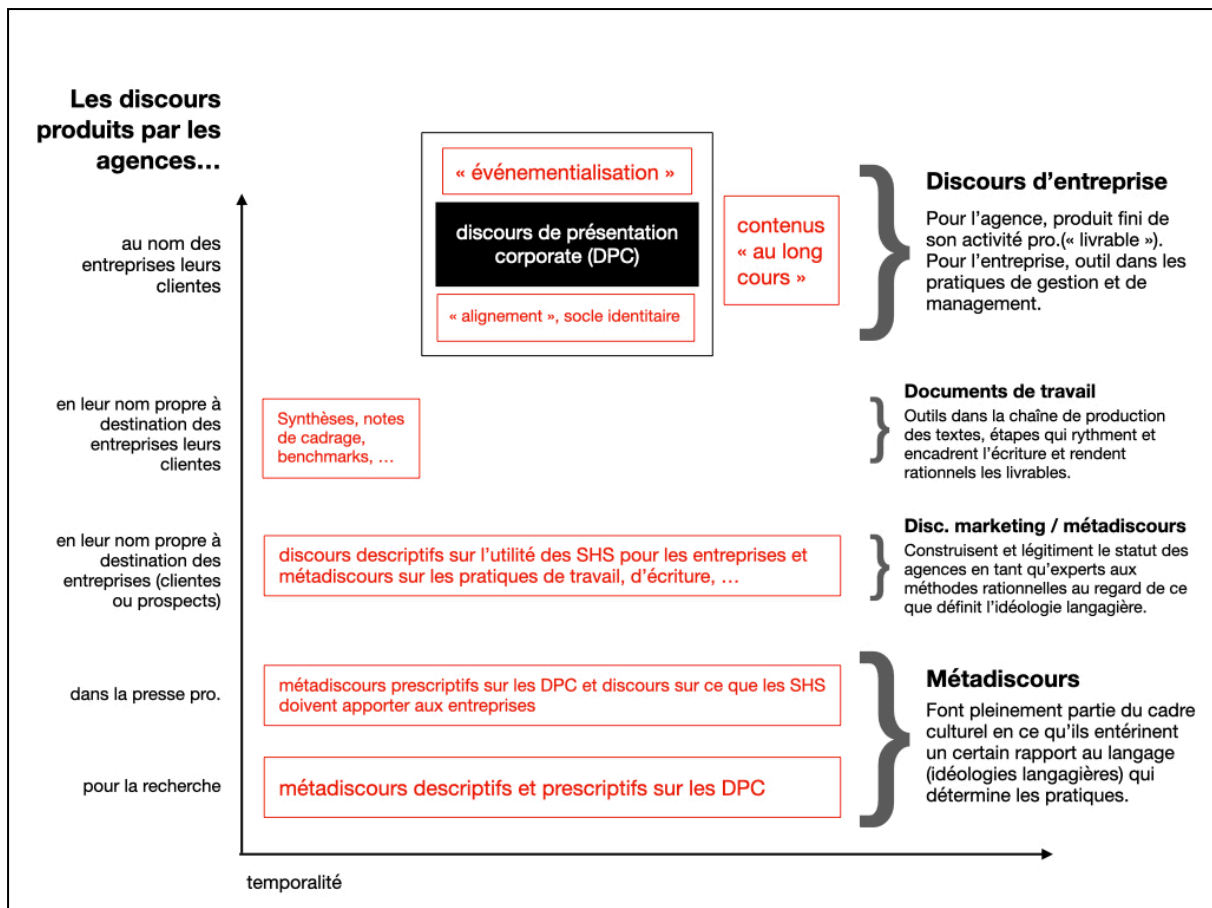 Les discours
produits par les
agences…
au nom des
entreprises leurs
clientes
« événementialisation »
discours de présentation
corporate (DPC)
« alignement », socle identitaire
contenus
« au long
cours »
Discours d’entreprise
Pour l’agence, produit fini de
son activité pro.(« livrable »).
Pour l’entreprise, outil dans les
pratiques de gestion et de
management.
en leur nom propre à
destination des
entreprises leurs
clientes
Synthèses, notes
de cadrage,
benchmarks, …
Documents de travail
Outils dans la chaîne de production
des textes, étapes qui rythment et
encadrent l’écriture et rendent
rationnels les livrables.
en leur nom propre à
destination des
entreprises (clientes
ou prospects)
discours descriptifs sur l’utilité des SHS pour les entreprises et
métadiscours sur les pratiques de travail, d’écriture, …
Disc. marketing / métadiscours
Construisent et légitiment le statut des
agences en tant qu’experts aux
méthodes rationnelles au regard de ce
que définit l’idéologie langagière.
dans la presse pro.
métadiscours prescriptifs sur les DPC et discours sur ce que les SHS
doivent apporter aux entreprises
pour la recherche
métadiscours descriptifs et prescriptifs sur les DPC
Métadiscours
Font pleinement partie du cadre
culturel en ce qu’ils entérinent
un certain rapport au langage
(idéologies langagières) qui
détermine les pratiques.
temporalité